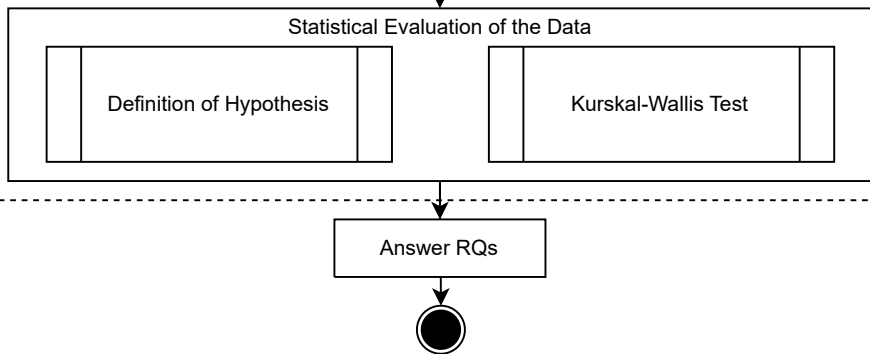 Statistical Evaluation of the Data
Definition of Hypothesis
Kurskal-Wallis Test
Answer RQs